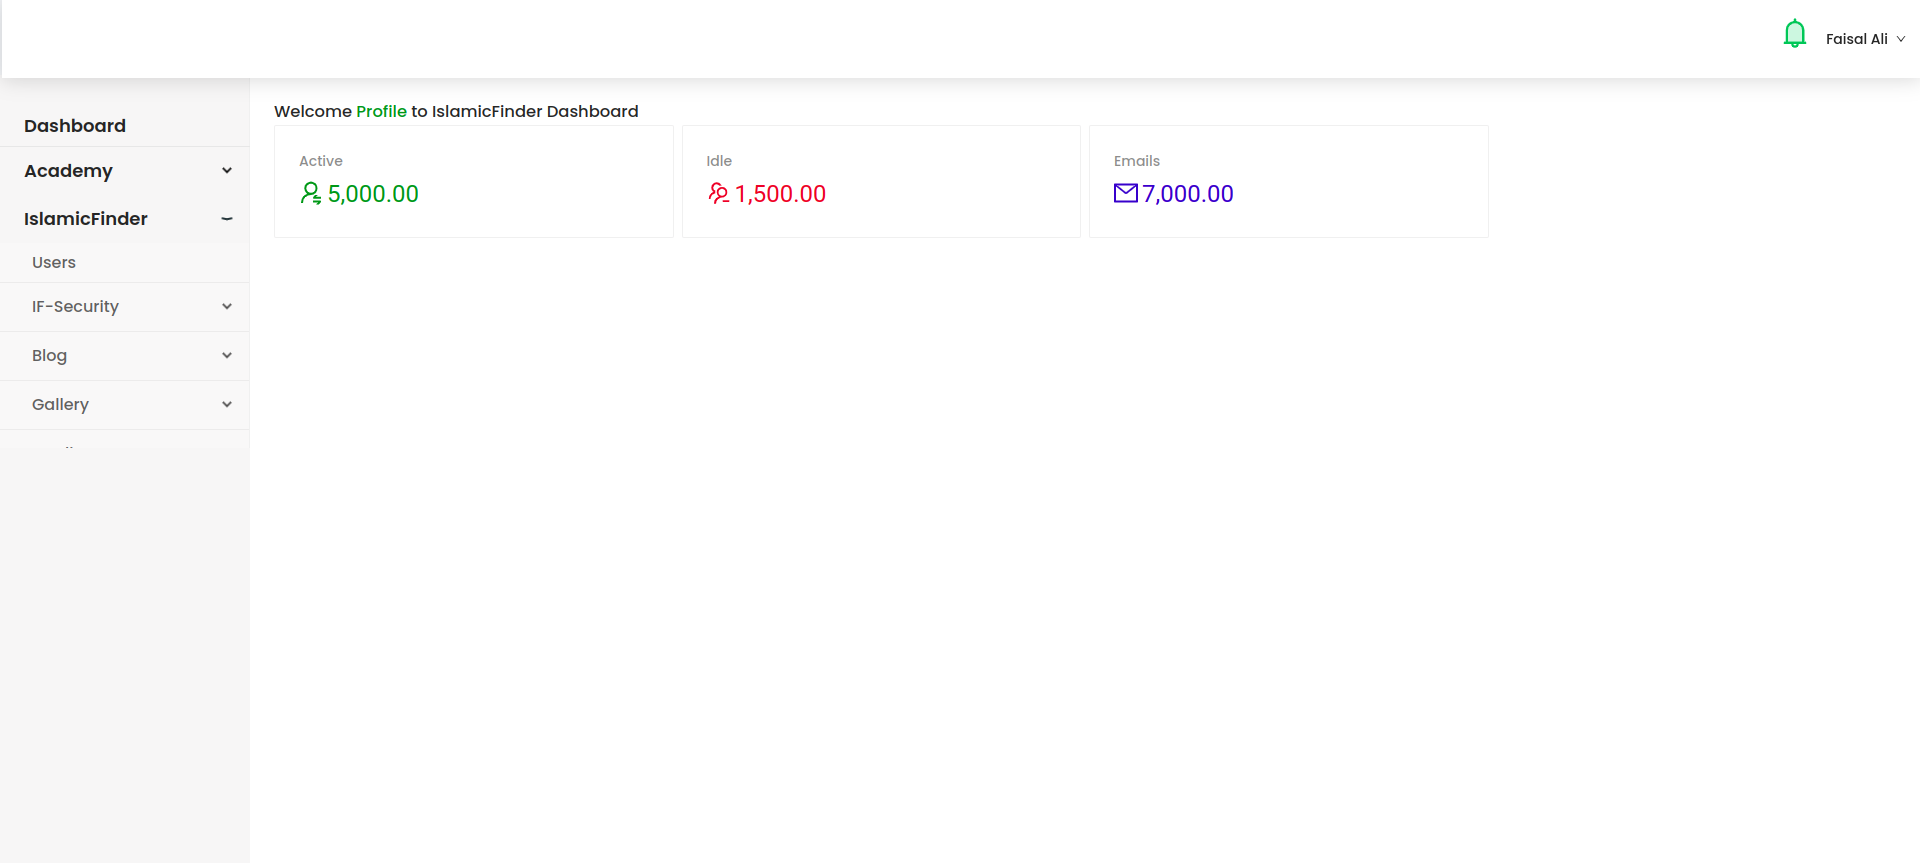 Faisal Ali
Dashboard
Academy
IslamicFinder
Users
IF-Security
Blog
Gallery
Welcome Profile to IslamicFinder Dashboard
Active
5,000.00
Idle
1,500.00
Emails
7,000.00